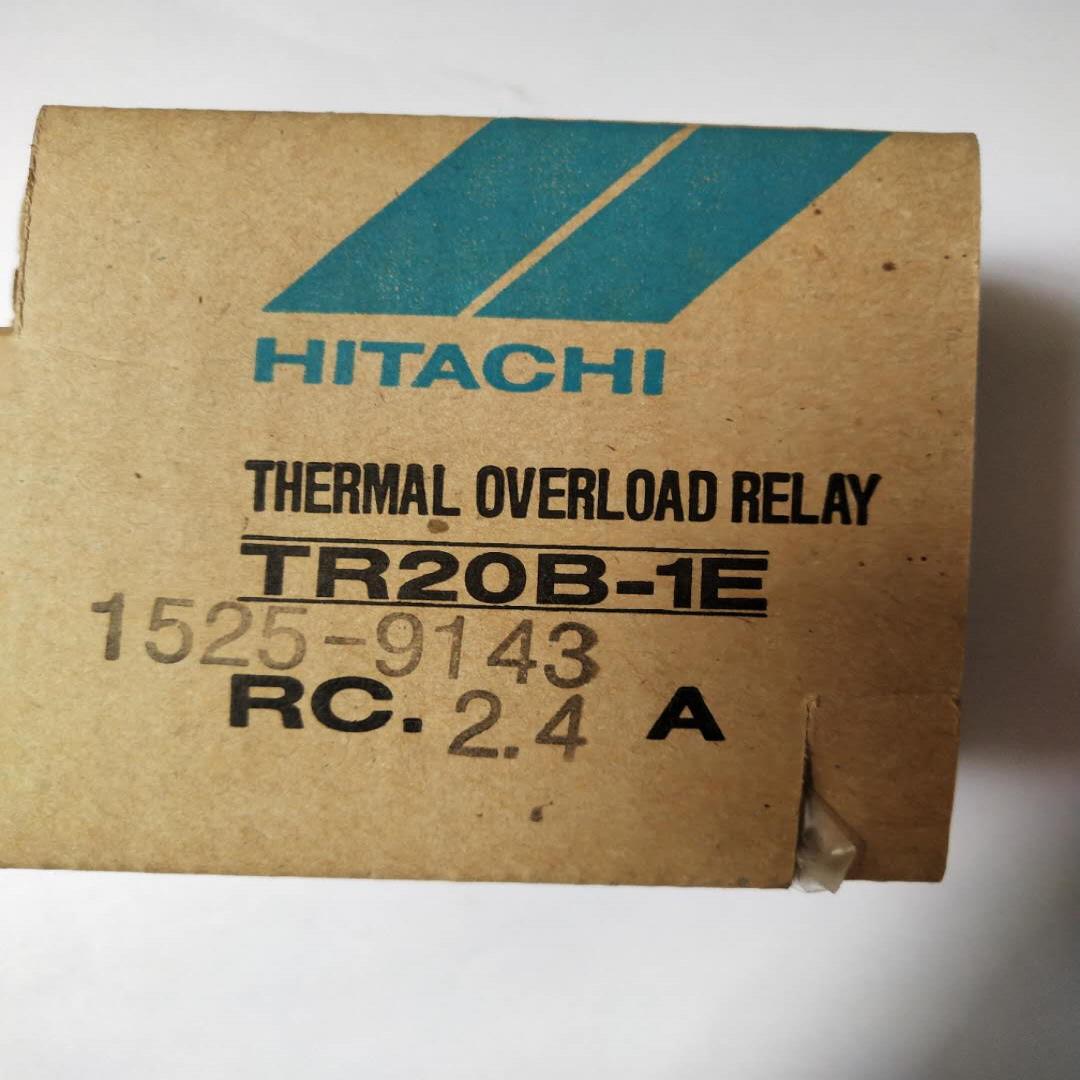 HITACHI
THERMAL OVERLOAD RELAY
TR20B-1E
1525-9143
RC. 2.4 A